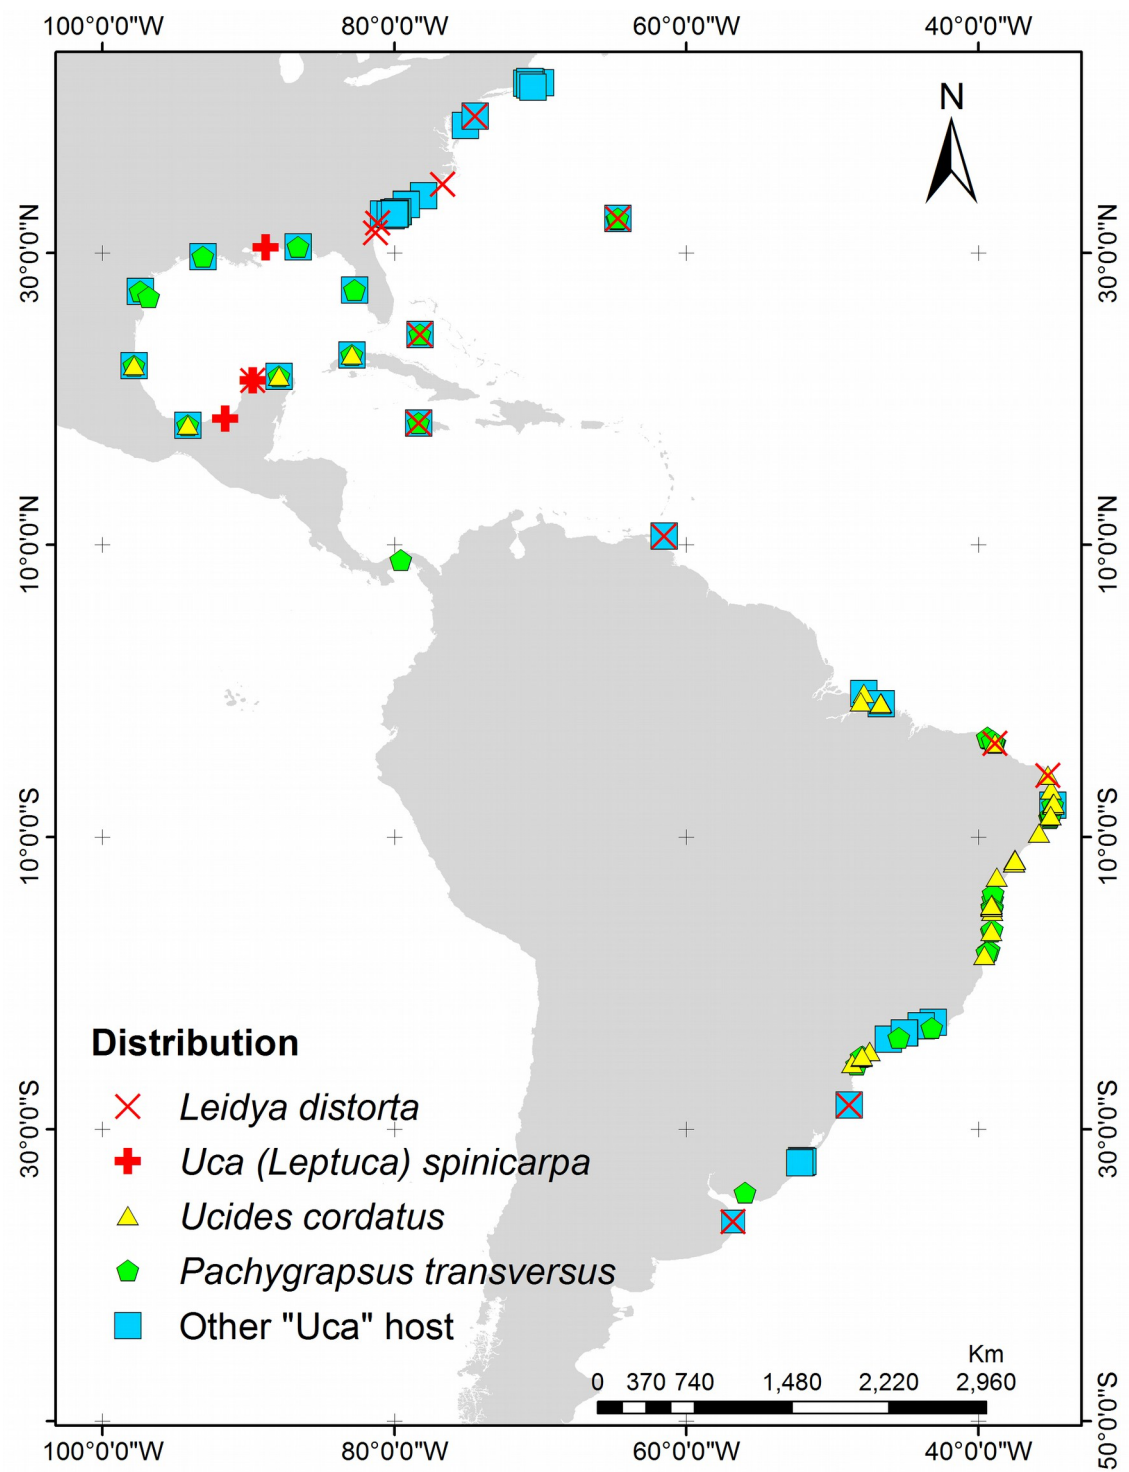 100°0'0"W 80°0'0"W 60°0'0"W 40°0'0"W
N
30°0'0"N 30°0'0"N
10°0'0"N 10°0'0"N
10°0'0"S 10°0'0"S
30°0'0"S 30°0'0"S
50°0'0"S
Distribution
Leidya distorta
Uca (Leptuca) spinicarpa
Ucides cordatus
Pachygrapsus transversus
Other "Uca" host
Km
0 370 740 1,480 2,220 2,960
100°0'0"W 80°0'0"W 60°0'0"W 40°0'0"W